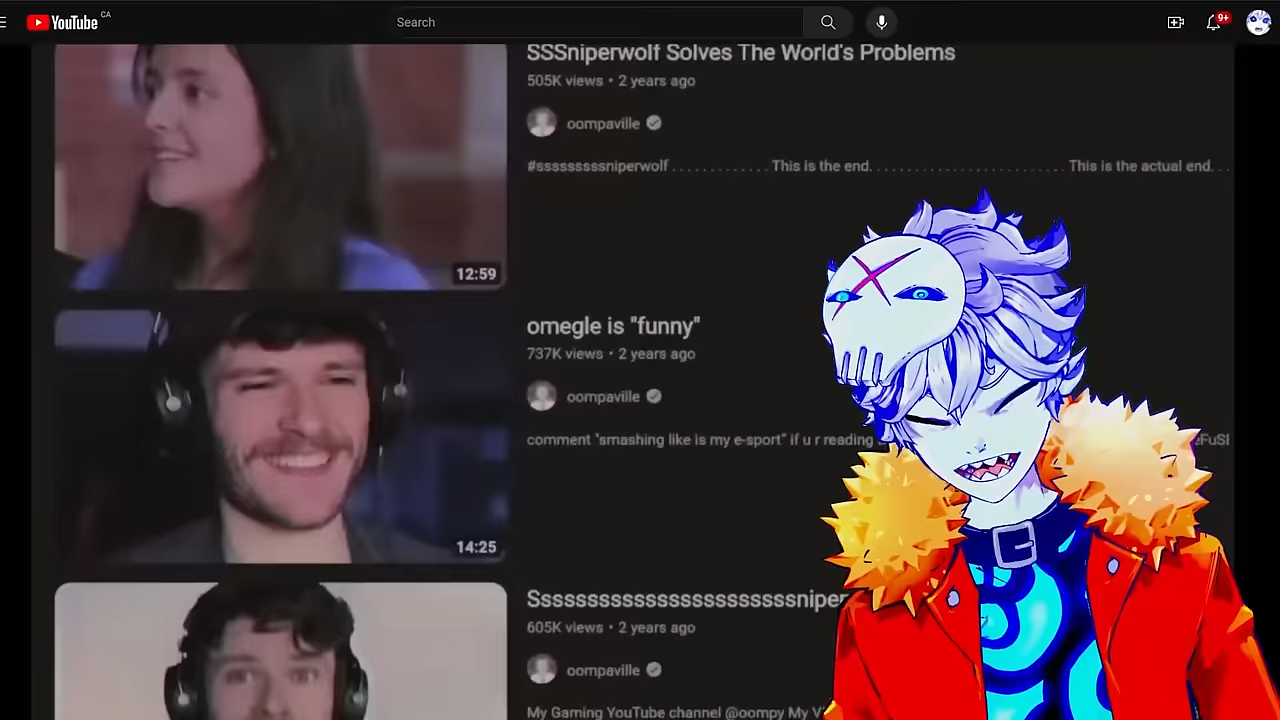 YouTube CA
Search
9+
SSSniperwolf Solves The World's Problems
505K views • 2 years ago
oompaville
#sssssssssniperwolf . . . . . . . . . . . . . This is the end. . . . . . . . . . . . . . . . . . . . . . . . . . This is the actual end. . .
12:59
omegle is "funny"
737K views • 2 years ago
oompaville
comment "smashing like is my e-sport" if u r reading
14:25
Ssssssssssssssssssssssssniper
605K views • 2 years ago
oompaville
My Gaming YouTube channel @oompy My